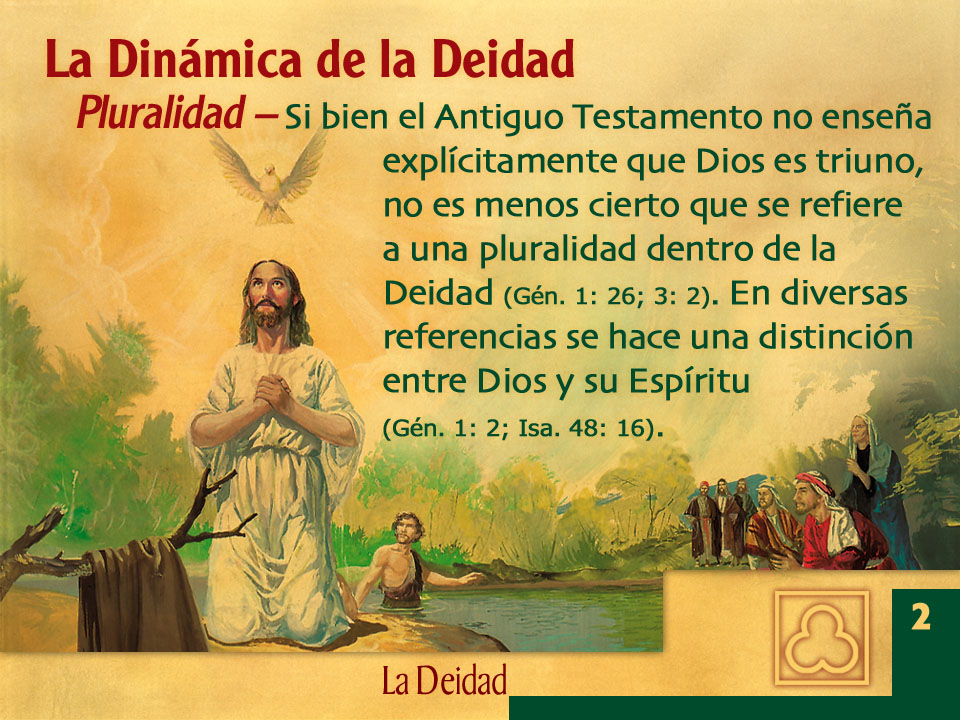 La Dinámica de la Deidad
Pluralidad – Si bien el Antiguo Testamento no enseña
explícitamente que Dios es triuno,
no es menos cierto que se refiere
a una pluralidad dentro de la
Deidad (Gén. 1: 26; 3: 2). En diversas
referencias se hace una distinción
entre Dios y su Espíritu
(Gén. 1: 2; Isa. 48: 16).
2
La Deidad